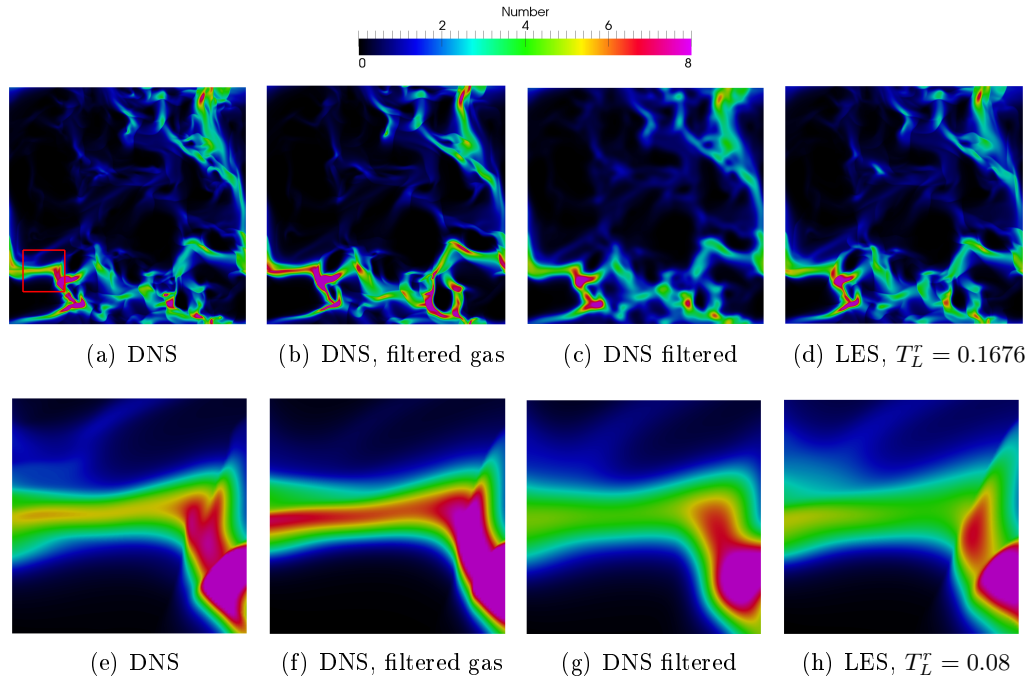 Number
2 4 6
0 8
(a) DNS
(b) DNS, filtered gas
(c) DNS filtered
(d) LES, $T_L^r = 0.1676$
(e) DNS
(f) DNS, filtered gas
(g) DNS filtered
(h) LES, $T_L^r = 0.08$